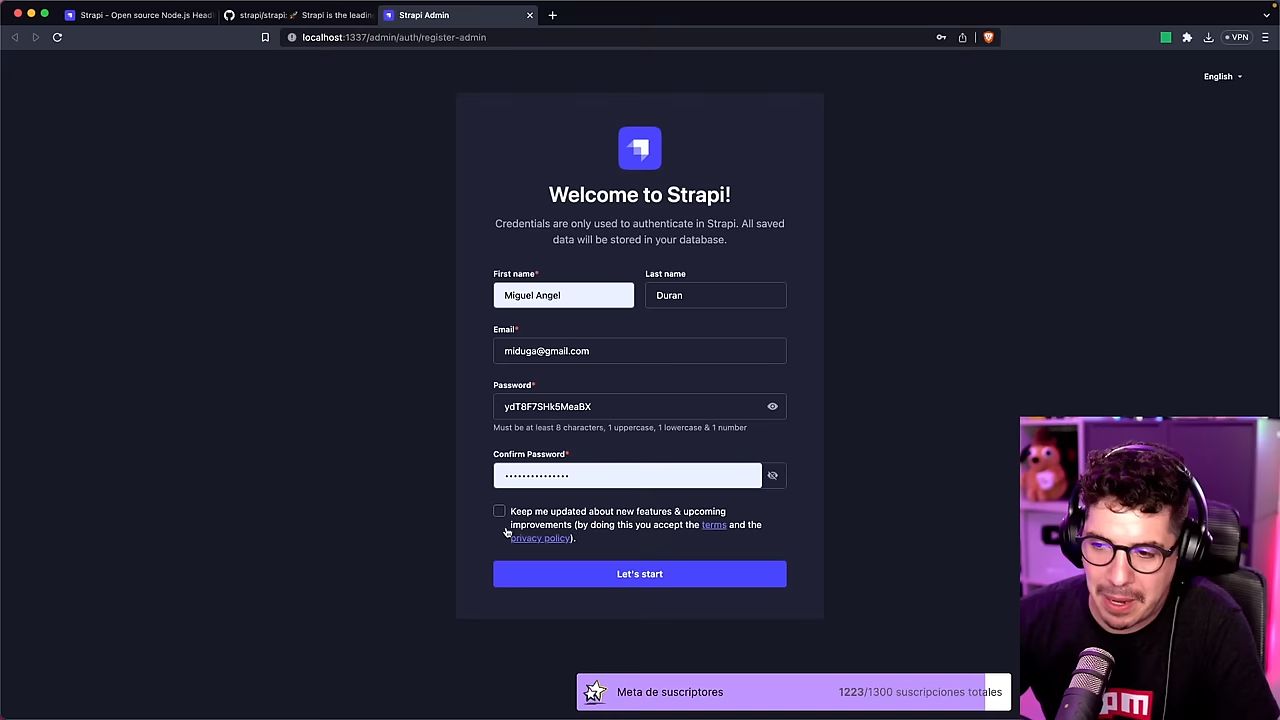 Strapi - Open source Node.js Head
strapi/strapi: 🚀 Strapi is the leading
Strapi Admin
localhost:1337/admin/auth/register-admin
VPN
English
Welcome to Strapi!
Credentials are only used to authenticate in Strapi. All saved
data will be stored in your database.
First name*
Last name
Miguel Angel
Duran
Email*
miduga@gmail.com
Password*
ydT8F7SHk5MeaBX
Must be at least 8 characters, 1 uppercase, 1 lowercase & 1 number
Confirm Password*
•••••••••••••••
Keep me updated about new features & upcoming
improvements (by doing this you accept the terms and the
privacy policy).
Let's start
Meta de suscriptores
1223/1300 suscripciones totales